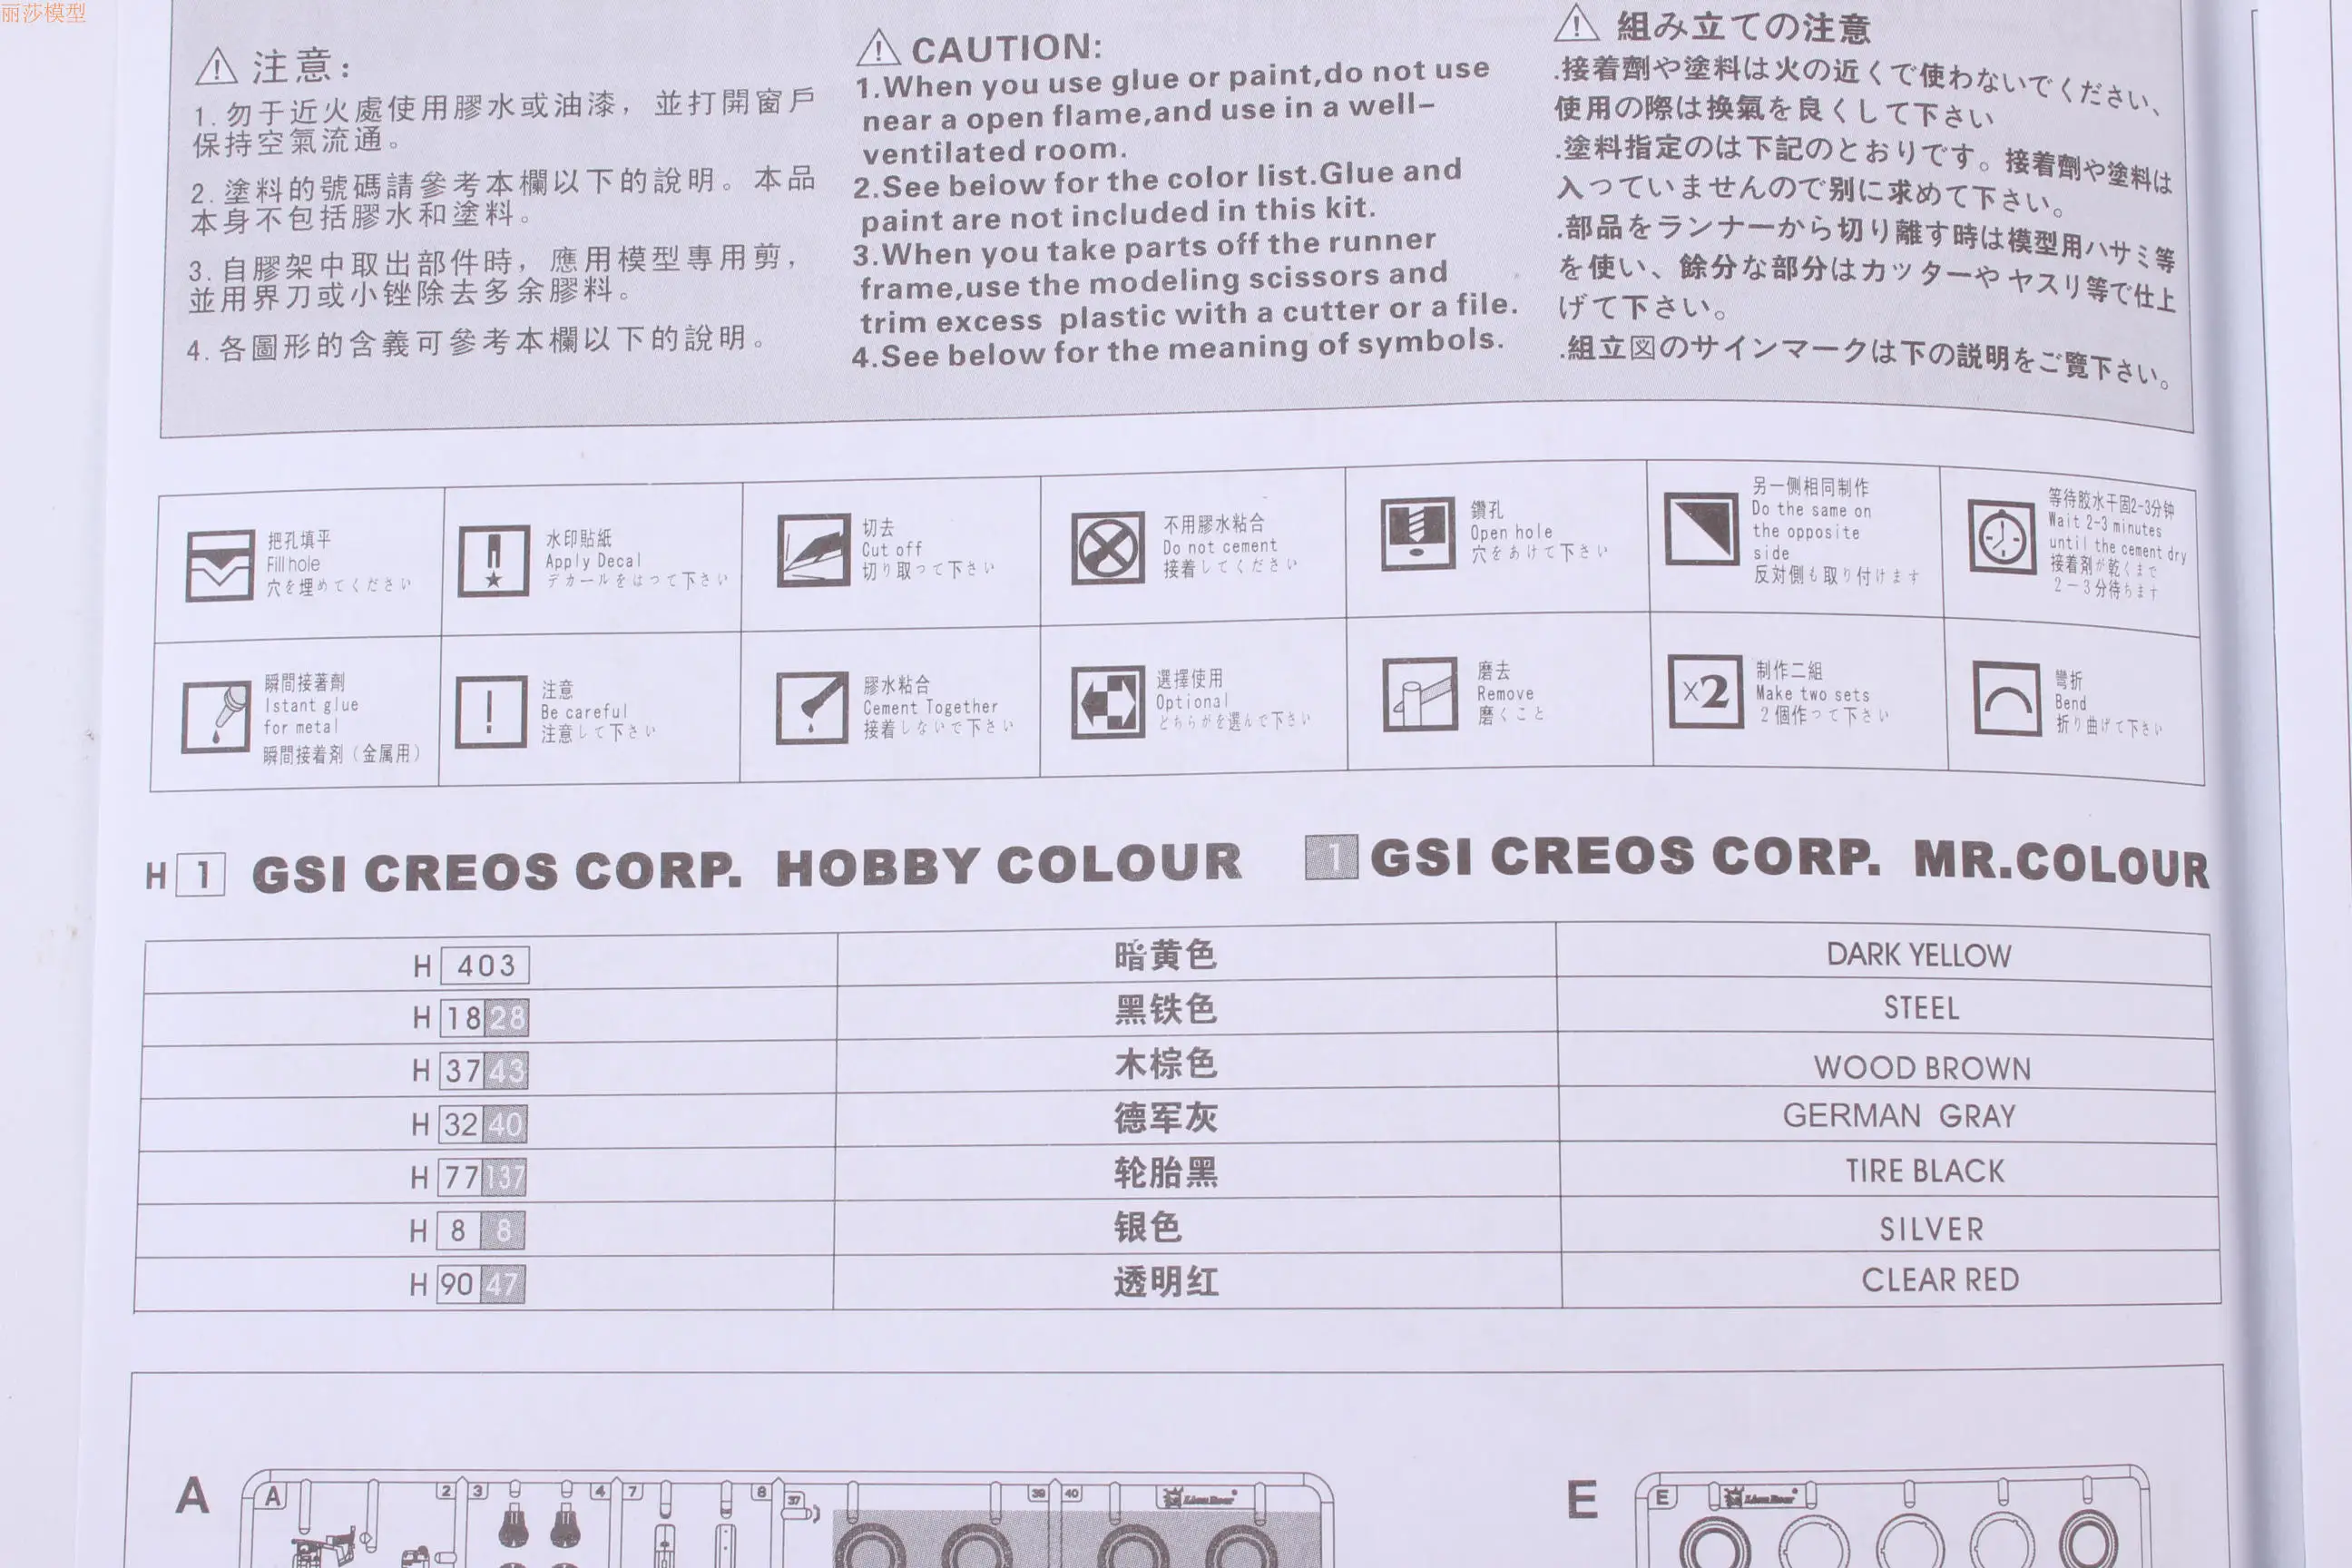 丽莎模型
注意：
1. 勿于近火處使用膠水或油漆，並打開窗戶
保持空氣流通。
2. 塗料的號碼請參考本欄以下的說明。本品
本身不包括膠水和塗料。
3. 自膠架中取出部件時，應用模型專用剪，
並用界刀或小锉除去多余膠料。
4. 各圖形的含義可參考本欄以下的說明。
CAUTION:
1.When you use glue or paint,do not use
near a open flame,and use in a well-
ventilated room.
2.See below for the color list.Glue and
paint are not included in this kit.
3.When you take parts off the runner
frame,use the modeling scissors and
trim excess plastic with a cutter or a file.
4.See below for the meaning of symbols.
組み立ての注意
.接着劑や塗料は火の近くで使わないでください、
使用の際は換氣を良くして下さい
.塗料指定のは下記のとおりです。接着劑や塗料は
入っていませんので別に求めて下さい。
.部品をランナーから切り離す時は模型用ハサミ等
を使い、餘分な部分はカッターや ヤスリ等で仕上
げて下さい。
.組立図のサインマークは下の説明をご覽下さい。
把孔填平
Fill hole
穴を埋めてください
水印貼紙
Apply Decal
デカールをはって下さい
切去
Cut off
切り取って下さい
不用膠水粘合
Do not cement
接着してください
鑽孔
Open hole
穴をあけて下さい
另一侧相同制作
Do the same on
the opposite
side
反対側も取り付けます
等待胶水干固2-3分钟
Wait 2-3 minutes
until the cement dry
接着剤が乾くまで
2－3分待ちます
瞬間接著劑
Istant glue
for metal
瞬間接着剤（金属用）
注意
Be careful
注意して下さい
膠水粘合
Cement Together
接着しないで下さい
選擇使用
Optional
どちらがを選んで下さい
磨去
Remove
磨くこと
x2
制作二組
Make two sets
2個作って下さい
彎折
Bend
折り曲げて下さい
H 1 GSI CREOS CORP. HOBBY COLOUR 1 GSI CREOS CORP. MR.COLOUR
H 403 暗黄色 DARK YELLOW
H 18 28 黑铁色 STEEL
H 37 43 木棕色 WOOD BROWN
H 32 40 德军灰 GERMAN GRAY
H 77 137 轮胎黑 TIRE BLACK
H 8 8 银色 SILVER
H 90 47 透明红 CLEAR RED
A
A 2 3 4 7 8 37 39 40 LionRoar
E
E LionRoar